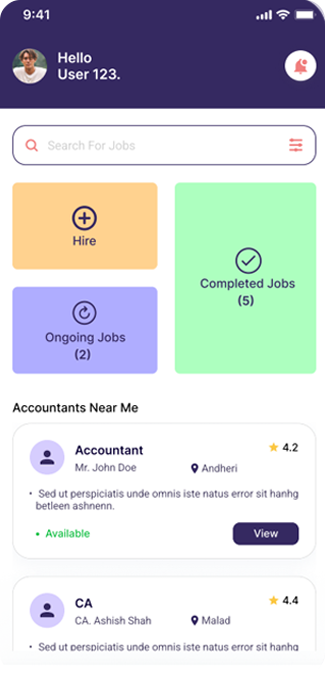 9:41
Hello
User 123.
Search For Jobs
Hire
Completed Jobs
(5)
Ongoing Jobs
(2)
Accountants Near Me
Accountant
4.2
Mr. John Doe
Andheri
• Sed ut perspiciatis unde omnis iste natus error sit hanhg
betleen ashnenn.
• Available
View
CA
4.4
CA. Ashish Shah
Malad
• Sed ut perspiciatis unde omnis iste natus error sit hanhg